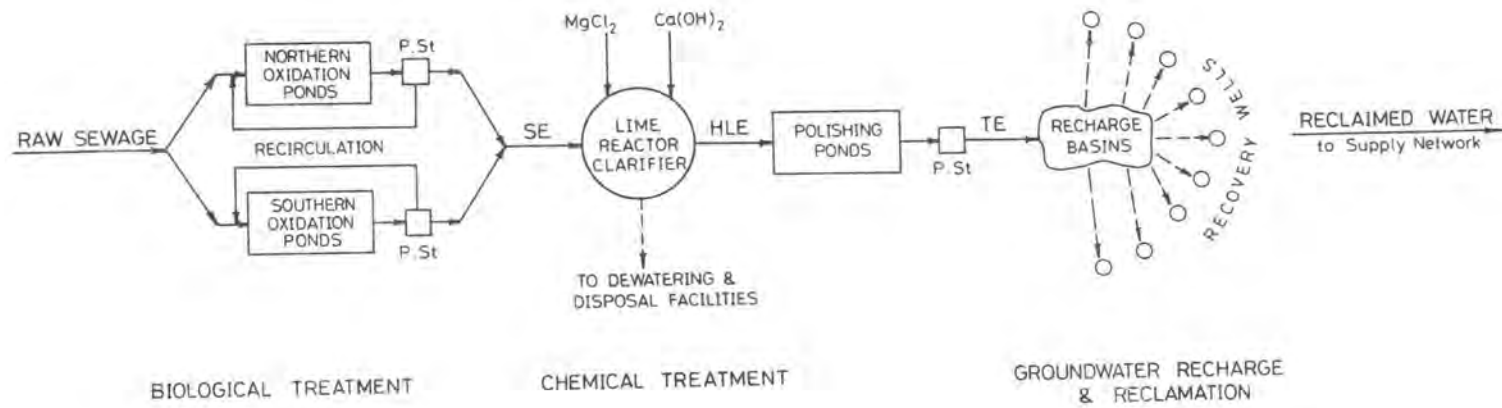 RAW SEWAGE
NORTHERN
OXIDATION
PONDS
P.St
RECIRCULATION
SOUTHERN
OXIDATION
PONDS
P.St
SE
MgCl₂
Ca(OH)₂
LIME
REACTOR
CLARIFIER
TO DEWATERING &
DISPOSAL FACILITIES
HLE
POLISHING
PONDS
P.St
TE
RECHARGE
BASINS
RECOVERY WELLS
RECLAIMED WATER
to Supply Network
BIOLOGICAL TREATMENT
CHEMICAL TREATMENT
GROUNDWATER RECHARGE
& RECLAMATION